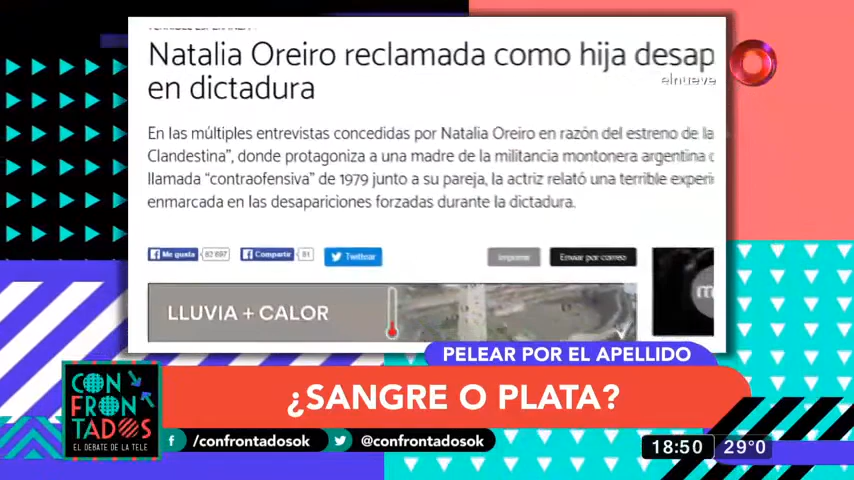 Natalia Oreiro reclamada como hija desap
en dictadura
elnueve
En las múltiples entrevistas concedidas por Natalia Oreiro en razón del estreno de la
Clandestina”, donde protagoniza a una madre de la militancia montonera argentina
llamada “contraofensiva” de 1979 junto a su pareja, la actriz relató una terrible experi
enmarcada en las desapariciones forzadas durante la dictadura.
Me gusta 82 697 Compartir 81 Twittear Imprimir Enviar por correo
LLUVIA + CALOR
PELEAR POR EL APELLIDO
¿SANGRE O PLATA?
CON
FRON
TADOS
EL DEBATE DE LA TELE
/confrontadosok @confrontadosok
18:50 29°0